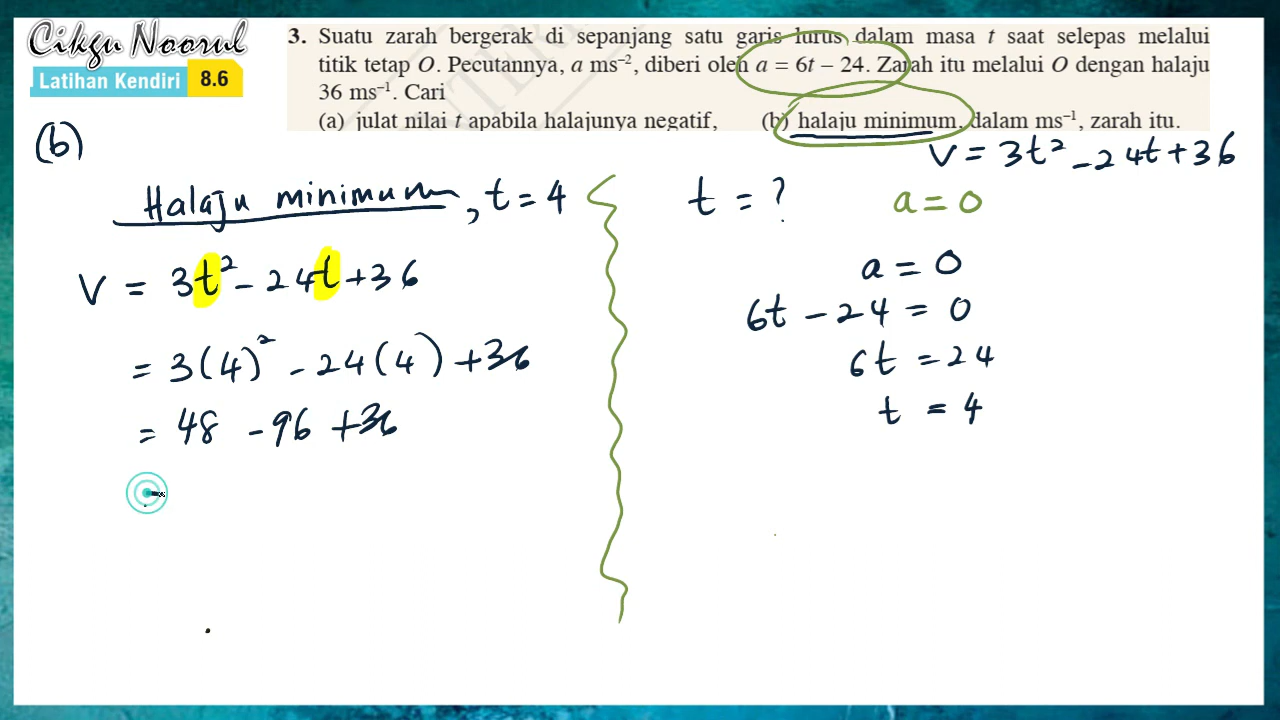 Cikgu Noorul
Latihan Kendiri 8.6
3. Suatu zarah bergerak di sepanjang satu garis lurus dalam masa t saat selepas melalui
titik tetap O. Pecutannya, a ms⁻², diberi oleh a = 6t – 24. Zarah itu melalui O dengan halaju
36 ms⁻¹. Cari
(a) julat nilai t apabila halajunya negatif, (b) halaju minimum, dalam ms⁻¹, zarah itu.
(b)
V = 3t² - 24t + 36
Halaju minimum, t = 4
t = ?
a = 0
V = 3t² - 24t + 36
= 3(4)² - 24(4) + 36
= 48 - 96 + 36
a = 0
6t - 24 = 0
6t = 24
t = 4